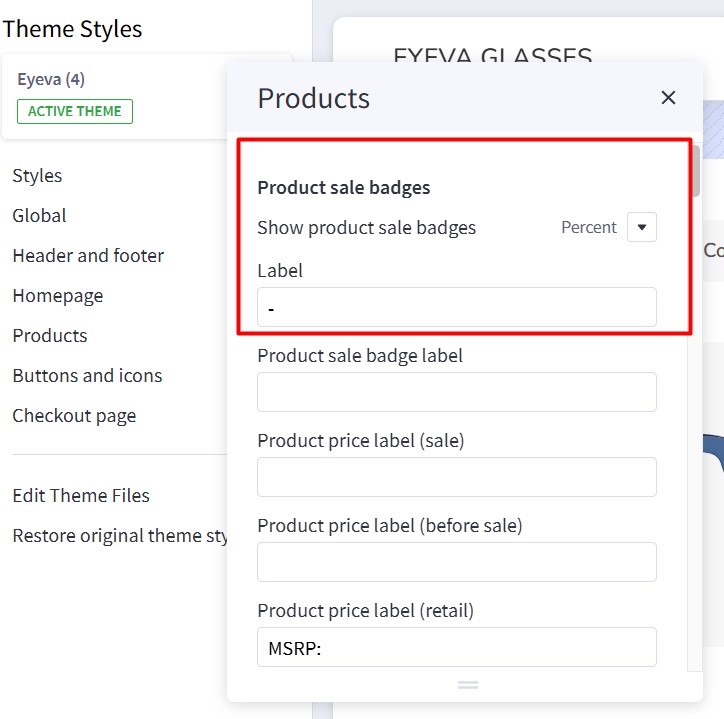 Theme Styles
Eyeva (4)
ACTIVE THEME
Styles
Global
Header and footer
Homepage
Products
Buttons and icons
Checkout page
Edit Theme Files
Restore original theme sty
EYEVA GLASSES
Products
Product sale badges
Show product sale badges Percent
Label
-
Product sale badge label
Product price label (sale)
Product price label (before sale)
Product price label (retail)
MSRP:
Co